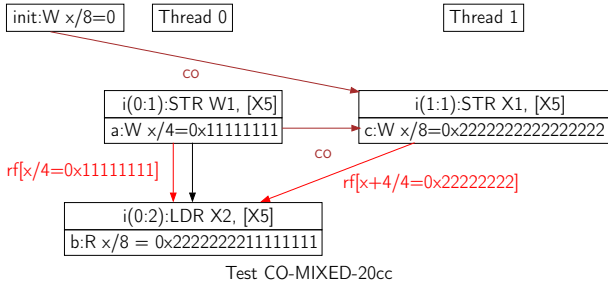 init:W x/8=0
Thread 0
Thread 1
co
i(0:1):STR W1, [X5]
a:W x/4=0x11111111
i(1:1):STR X1, [X5]
c:W x/8=0x2222222222222222
co
rf[x/4=0x11111111]
rf[x+4/4=0x22222222]
i(0:2):LDR X2, [X5]
b:R x/8 = 0x2222222211111111
Test CO-MIXED-20cc